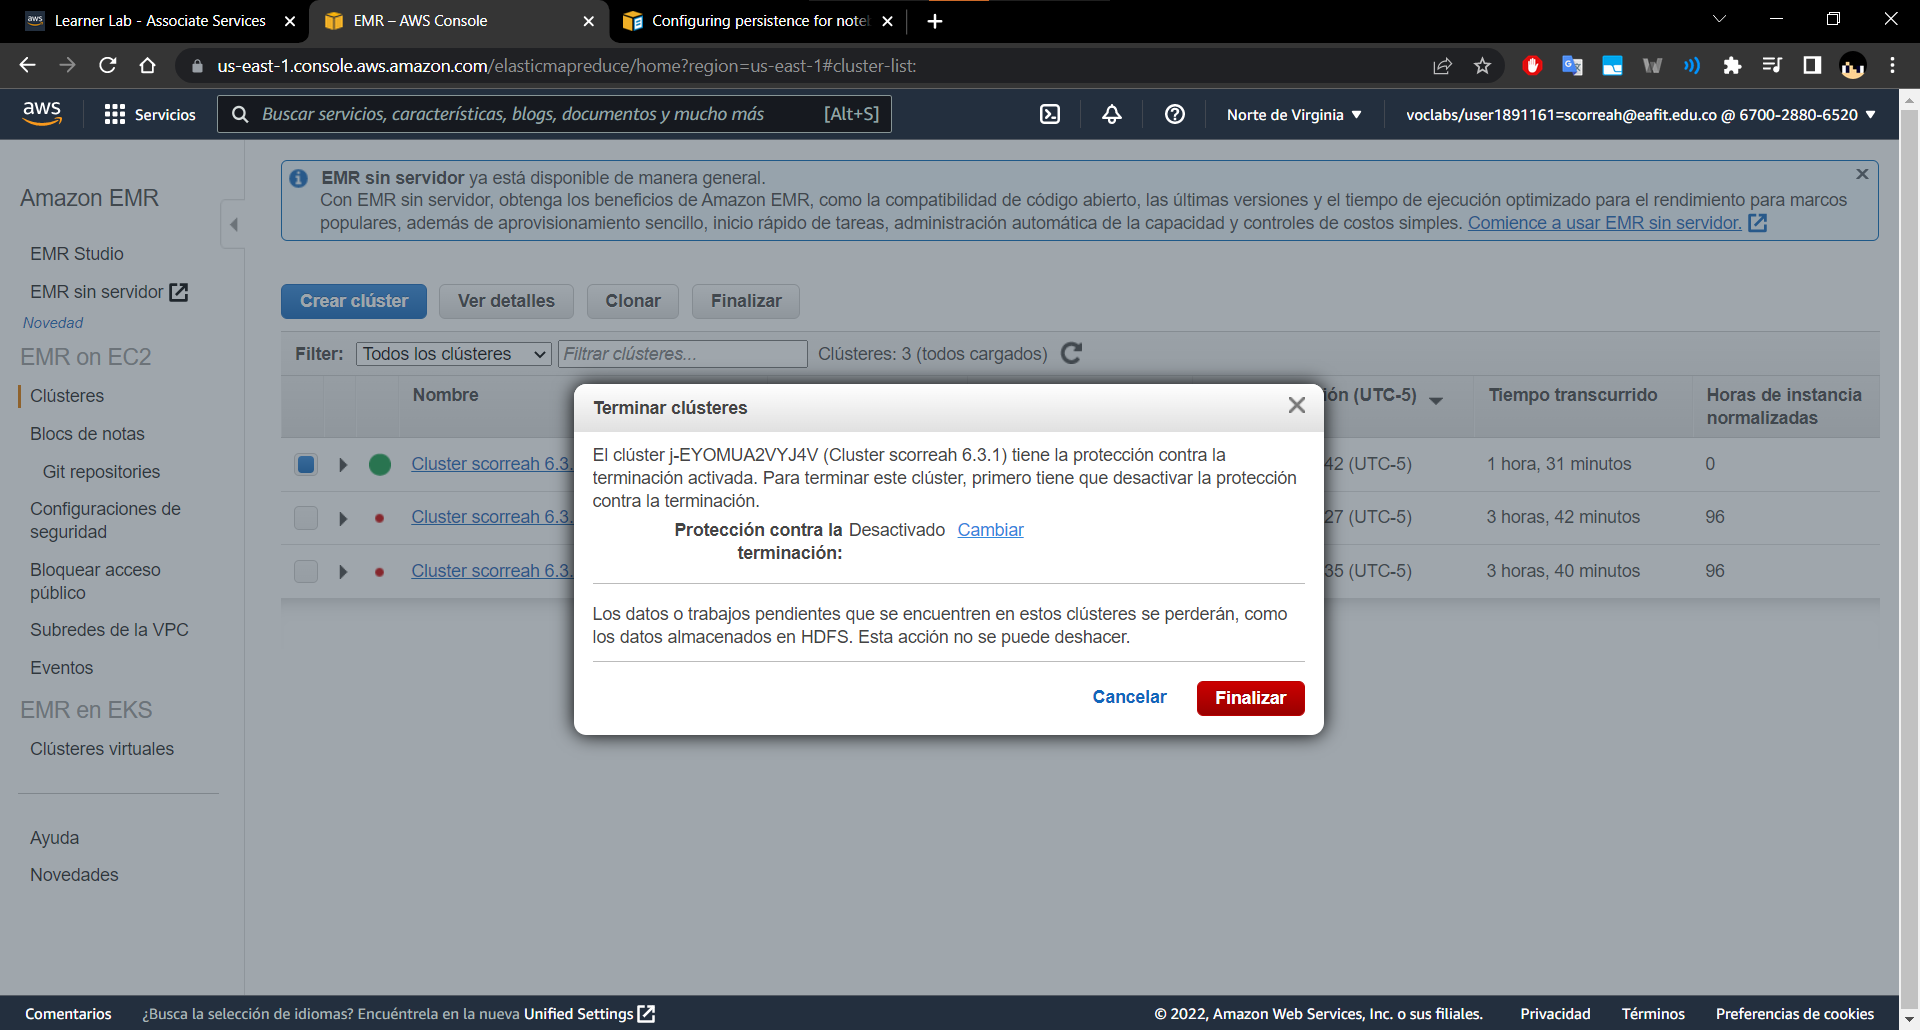 Learner Lab - Associate Services
EMR – AWS Console
Configuring persistence for note
us-east-1.console.aws.amazon.com/elasticmapreduce/home?region=us-east-1#cluster-list:
aws
Servicios
Buscar servicios, características, blogs, documentos y mucho más
[Alt+S]
Norte de Virginia
voclabs/user1891161=scorreah@eafit.edu.co @ 6700-2880-6520
Amazon EMR
EMR Studio
EMR sin servidor
Novedad
EMR on EC2
Clústeres
Blocs de notas
Git repositories
Configuraciones de
seguridad
Bloquear acceso
público
Subredes de la VPC
Eventos
EMR en EKS
Clústeres virtuales
Ayuda
Novedades
EMR sin servidor ya está disponible de manera general.
Con EMR sin servidor, obtenga los beneficios de Amazon EMR, como la compatibilidad de código abierto, las últimas versiones y el tiempo de ejecución optimizado para el rendimiento para marcos
populares, además de aprovisionamiento sencillo, inicio rápido de tareas, administración automática de la capacidad y controles de costos simples. Comience a usar EMR sin servidor.
Crear clúster
Ver detalles
Clonar
Finalizar
Filter: Todos los clústeres
Filtrar clústeres...
Clústeres: 3 (todos cargados)
Nombre
ión (UTC-5)
Tiempo transcurrido
Horas de instancia
normalizadas
Cluster scorreah 6.3.
42 (UTC-5)
1 hora, 31 minutos
0
Cluster scorreah 6.3.
27 (UTC-5)
3 horas, 42 minutos
96
Cluster scorreah 6.3.
35 (UTC-5)
3 horas, 40 minutos
96
Terminar clústeres
El clúster j-EYOMUA2VYJ4V (Cluster scorreah 6.3.1) tiene la protección contra la
terminación activada. Para terminar este clúster, primero tiene que desactivar la protección
contra la terminación.
Protección contra la Desactivado Cambiar
terminación:
Los datos o trabajos pendientes que se encuentren en estos clústeres se perderán, como
los datos almacenados en HDFS. Esta acción no se puede deshacer.
Cancelar
Finalizar
Comentarios
¿Busca la selección de idiomas? Encuéntrela en la nueva Unified Settings
© 2022, Amazon Web Services, Inc. o sus filiales.
Privacidad
Términos
Preferencias de cookies